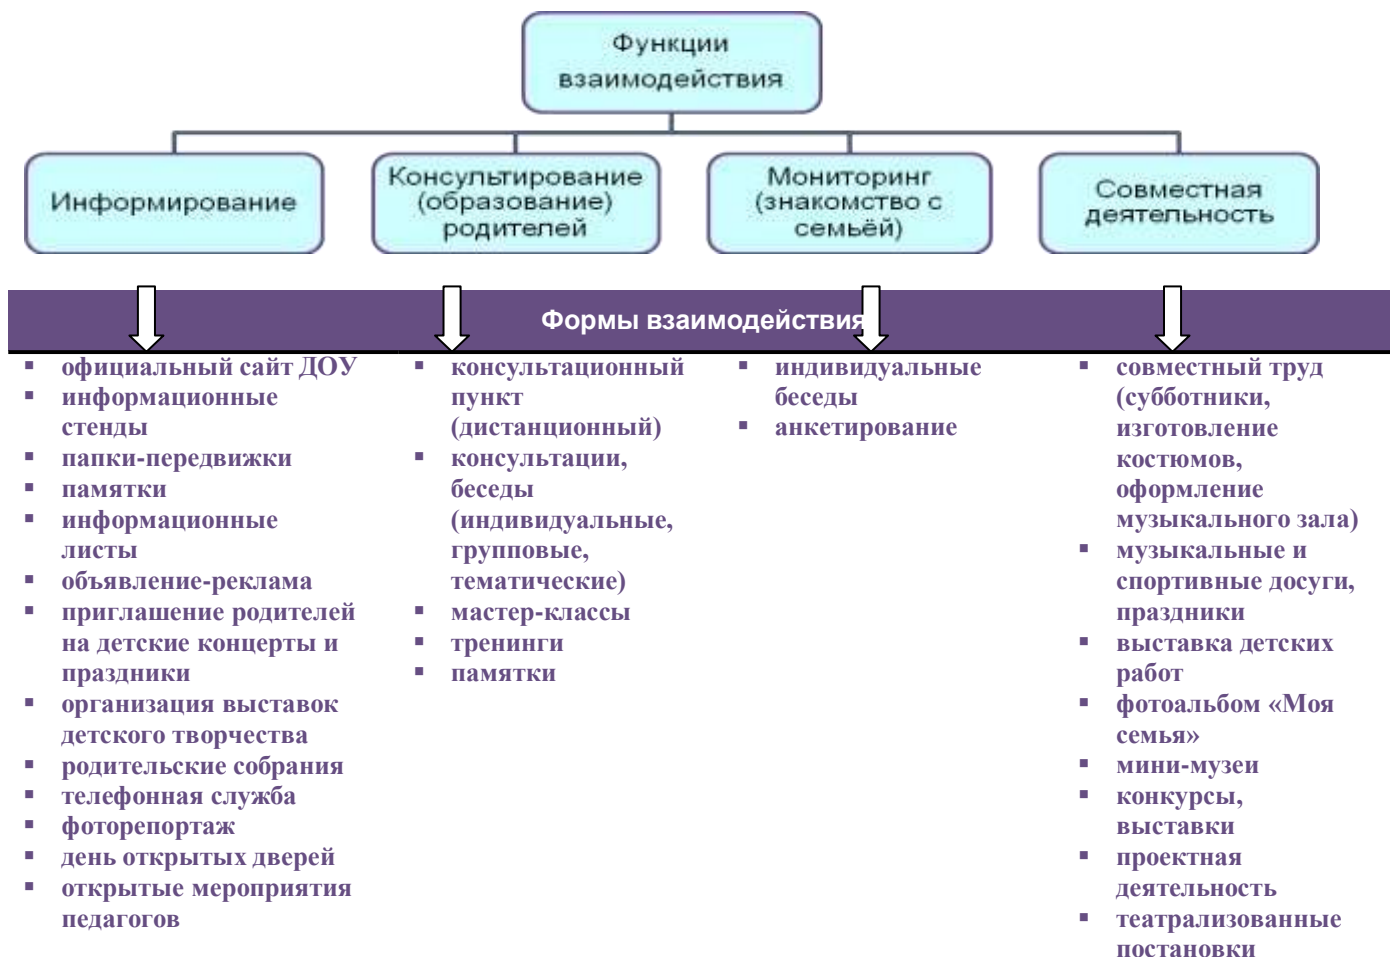 Функции
взаимодействия
Информирование
Консультирование
(образование)
родителей
Мониторинг
(знакомство с
семьёй)
Совместная
деятельность
Формы взаимодействия
▪ официальный сайт ДОУ
▪ информационные
стенды
▪ папки-передвижки
▪ памятки
▪ информационные
листы
▪ объявление-реклама
▪ приглашение родителей
на детские концерты и
праздники
▪ организация выставок
детского творчества
▪ родительские собрания
▪ телефонная служба
▪ фоторепортаж
▪ день открытых дверей
▪ открытые мероприятия
педагогов
▪ консультационный
пункт
(дистанционный)
▪ консультации,
беседы
(индивидуальные,
групповые,
тематические)
▪ мастер-классы
▪ тренинги
▪ памятки
▪ индивидуальные
беседы
▪ анкетирование
▪ совместный труд
(субботники,
изготовление
костюмов,
оформление
музыкального зала)
▪ музыкальные и
спортивные досуги,
праздники
▪ выставка детских
работ
▪ фотоальбом «Моя
семья»
▪ мини-музеи
▪ конкурсы,
выставки
▪ проектная
деятельность
▪ театрализованные
постановки